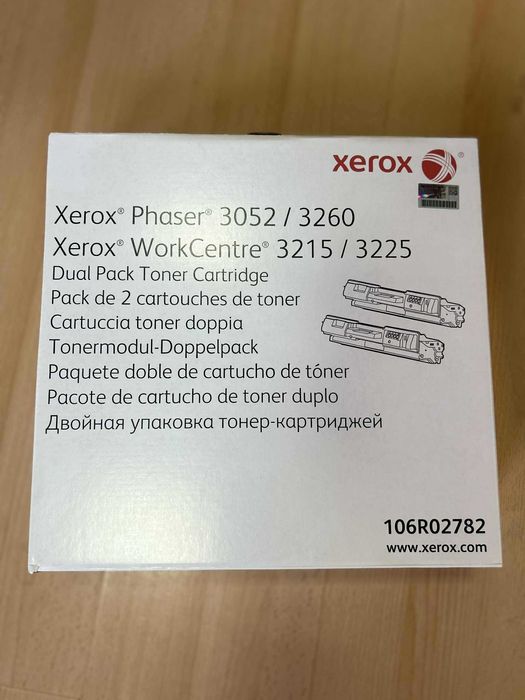 xerox
Xerox® Phaser® 3052 / 3260
Xerox® WorkCentre® 3215 / 3225
Dual Pack Toner Cartridge
Pack de 2 cartouches de toner
Cartuccia toner doppia
Tonermodul-Doppelpack
Paquete doble de cartucho de tóner
Pacote de cartucho de toner duplo
Двойная упаковка тонер-картриджей
106R02782
www.xerox.com